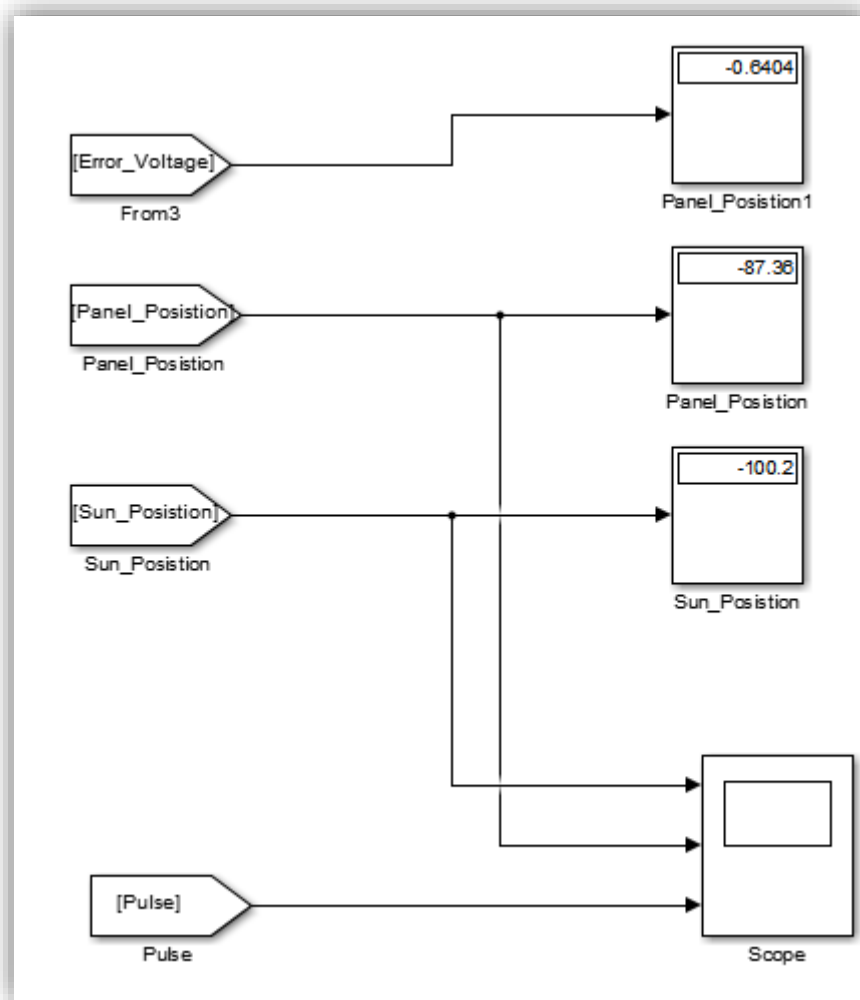 -0.6404
[Error_Voltage]
From3
Panel_Posistion1
-87.36
[Panel_Posistion]
Panel_Posistion
Panel_Posistion
-100.2
[Sun_Posistion]
Sun_Posistion
Sun_Posistion
[Pulse]
Pulse
Scope